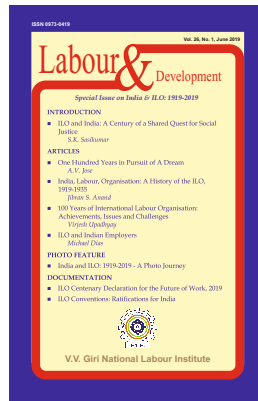 ISSN 0973-0419
Vol. 26, No. 1, June 2019
Labour & Development
Special Issue on India & ILO: 1919-2019
INTRODUCTION
■ ILO and India: A Century of a Shared Quest for Social
Justice
S.K. Sasikumar
ARTICLES
■ One Hundred Years in Pursuit of A Dream
A.V. Jose
■ India, Labour, Organisation: A History of the ILO,
1919-1935
Jibran S. Anand
■ 100 Years of International Labour Organisation:
Achievements, Issues and Challenges
Virjesh Upadhyay
■ ILO and Indian Employers
Michael Dias
PHOTO FEATURE
■ India and ILO: 1919-2019 - A Photo Journey
DOCUMENTATION
■ ILO Centenary Declaration for the Future of Work, 2019
■ ILO Conventions: Ratifications for India
V.V. Giri National Labour Institute